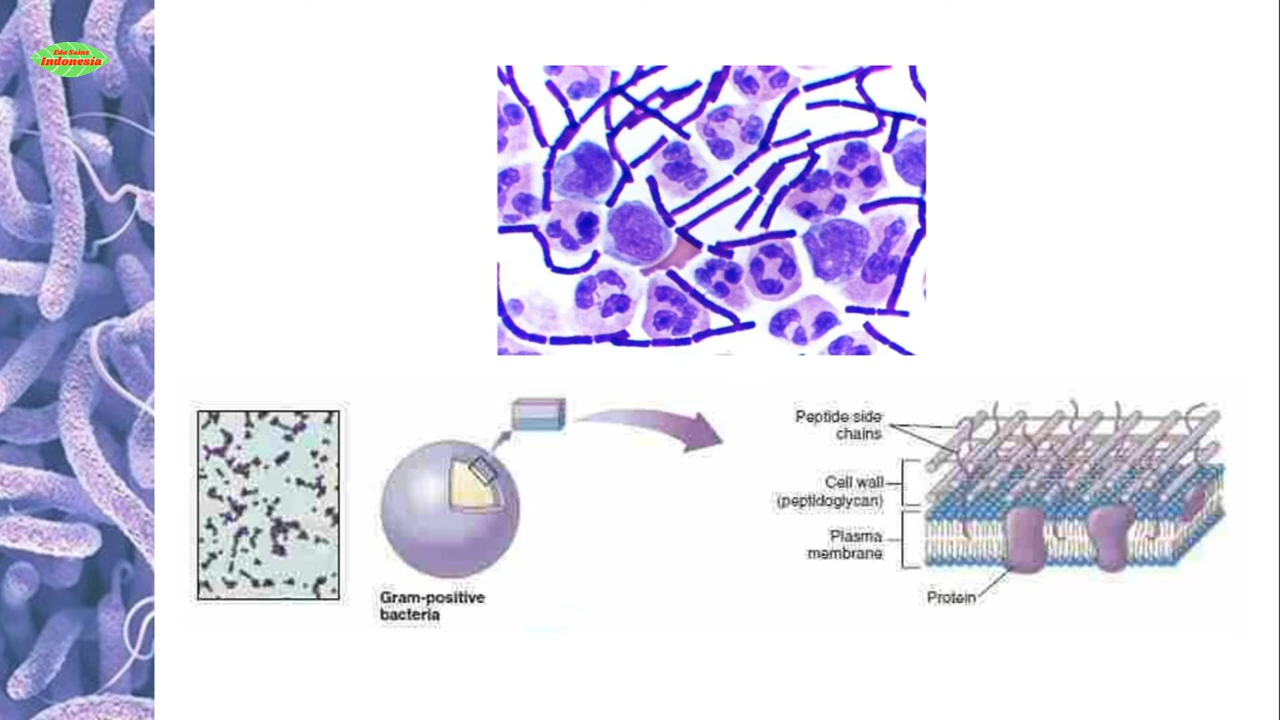 Edu Sains
Indonesia
Peptide side
chains
Cell wall
(peptidoglycan)
Plasma
membrane
Protein
Gram-positive
bacteria